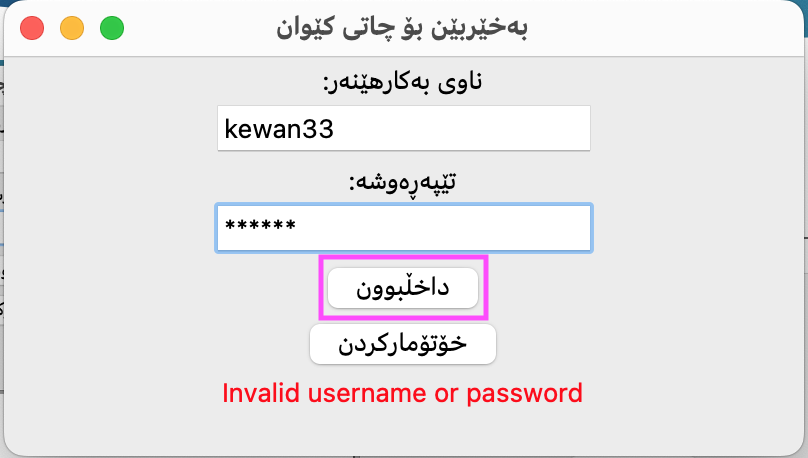 بەخێربێن بۆ چاتی کێوان
ناوی بەکارهێنەر:
kewan33
تێپەڕەوشە:
******
داخڵبوون
خۆتۆمارکردن
Invalid username or password